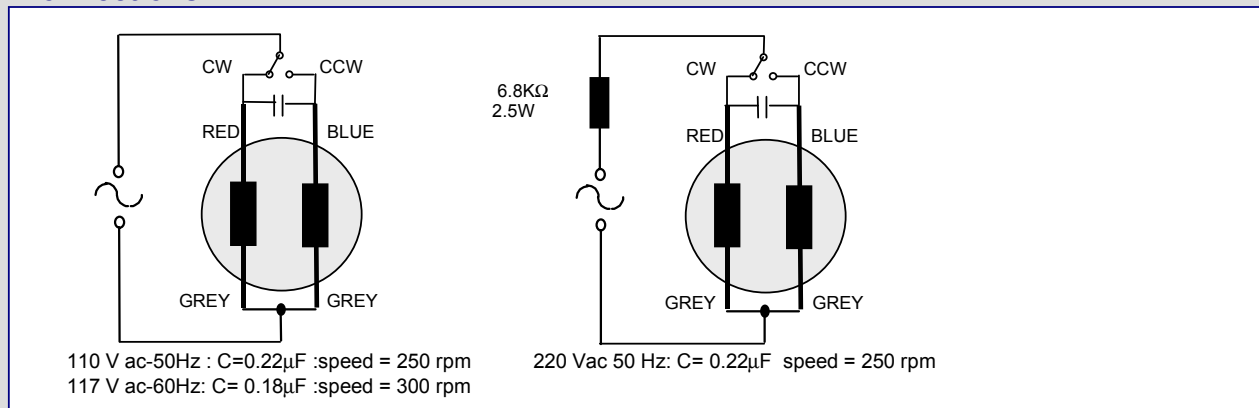 CW
CCW
RED
BLUE
GREY
GREY
110 V ac-50Hz : C=0.22μF :speed = 250 rpm
117 V ac-60Hz: C= 0.18μF :speed = 300 rpm
6.8KΩ
2.5W
CW
CCW
RED
BLUE
GREY
GREY
220 Vac 50 Hz: C= 0.22μF speed = 250 rpm